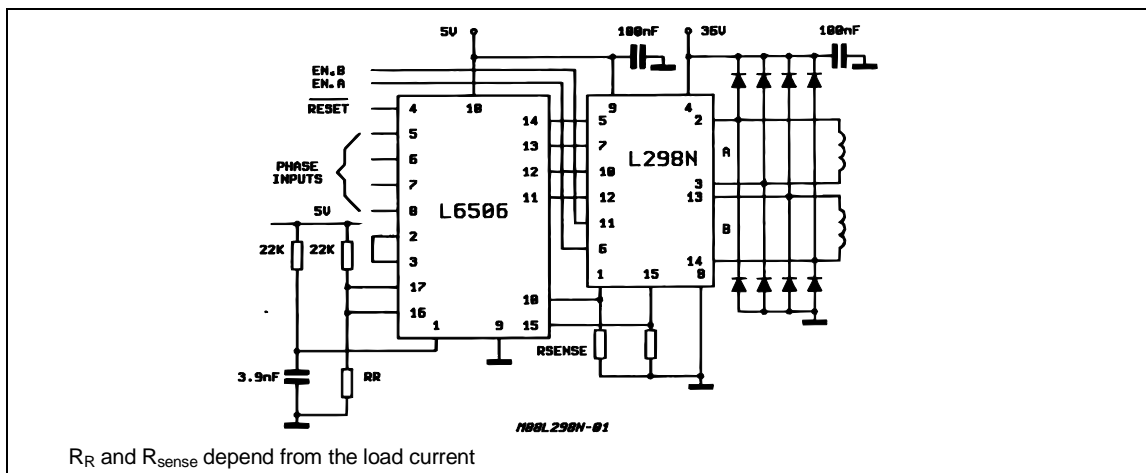 5V 100nF 36V 100nF
EN.B
EN.A
RESET 4 18 9 4
5 14 5 2
6 13 7 A
PHASE INPUTS L298N
7 12 10 3
11 12 13
8 L6506 11 B
5V
2 6
22K 22K 3 14
1 15 8
17 10
16 15
1 9 RSENSE
3.9nF RR
M88L298N-01
RR and Rsense depend from the load current